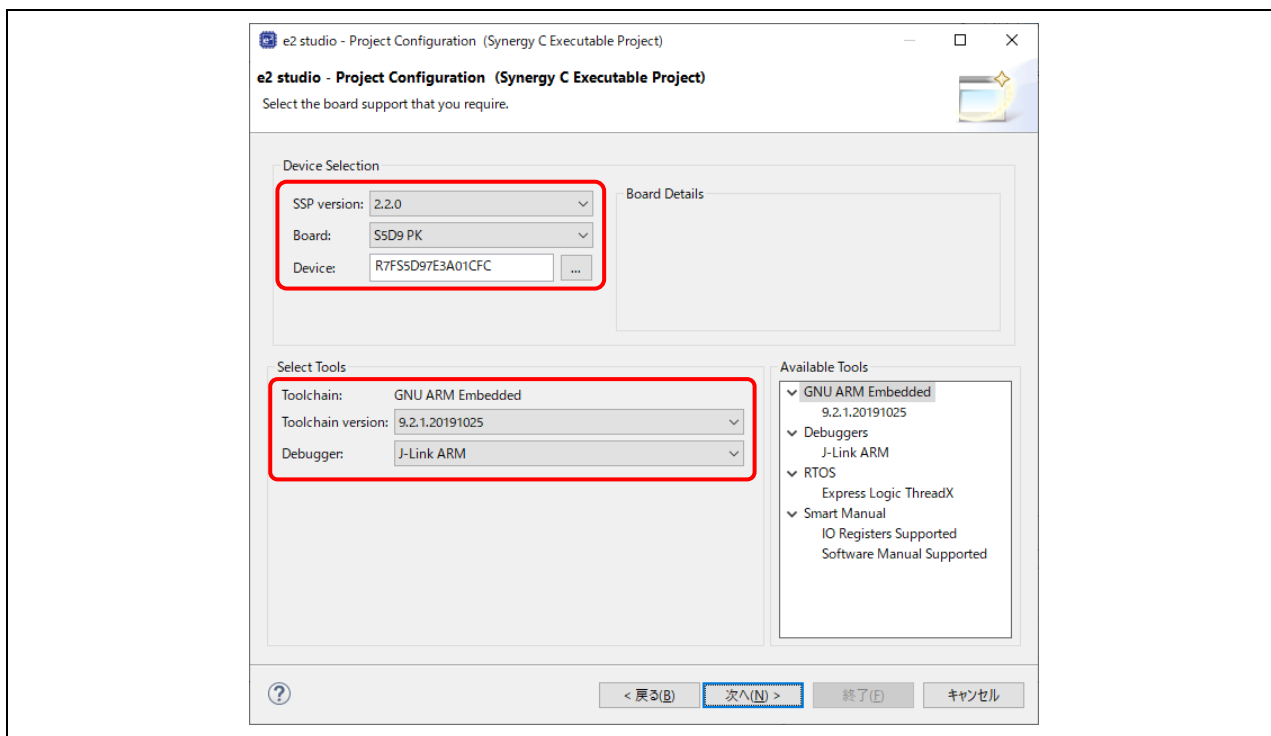 e2 studio - Project Configuration (Synergy C Executable Project)
e2 studio - Project Configuration (Synergy C Executable Project)
Select the board support that you require.
Device Selection
SSP version: 2.2.0
Board: S5D9 PK
Device: R7FS5D97E3A01CFC ...
Board Details
Select Tools
Toolchain: GNU ARM Embedded
Toolchain version: 9.2.1.20191025
Debugger: J-Link ARM
Available Tools
GNU ARM Embedded
9.2.1.20191025
Debuggers
J-Link ARM
RTOS
Express Logic ThreadX
Smart Manual
IO Registers Supported
Software Manual Supported
? < 戻る(B) 次へ(N) > 終了(F) キャンセル